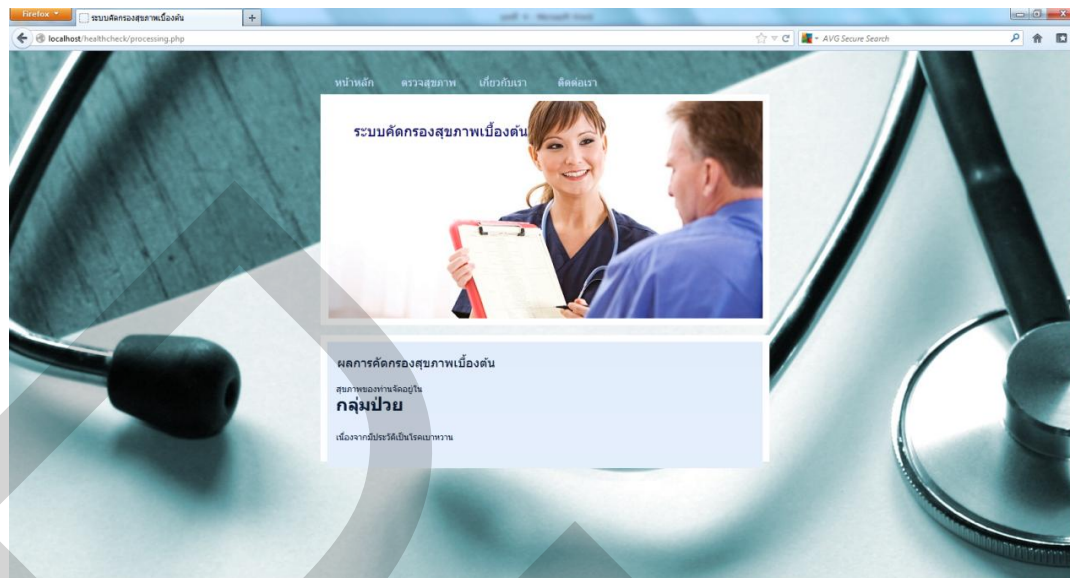 Firefox
ระบบคัดกรองสุขภาพเบื้องต้น
localhost/healthcheck/processing.php
AVG Secure Search
หน้าหลัก ตรวจสุขภาพ เกี่ยวกับเรา ติดต่อเรา
ระบบคัดกรองสุขภาพเบื้องต้น
ผลการคัดกรองสุขภาพเบื้องต้น
สุขภาพของท่านจัดอยู่ใน
กลุ่มป่วย
เนื่องจากมีประวัติเป็นโรคเบาหวาน